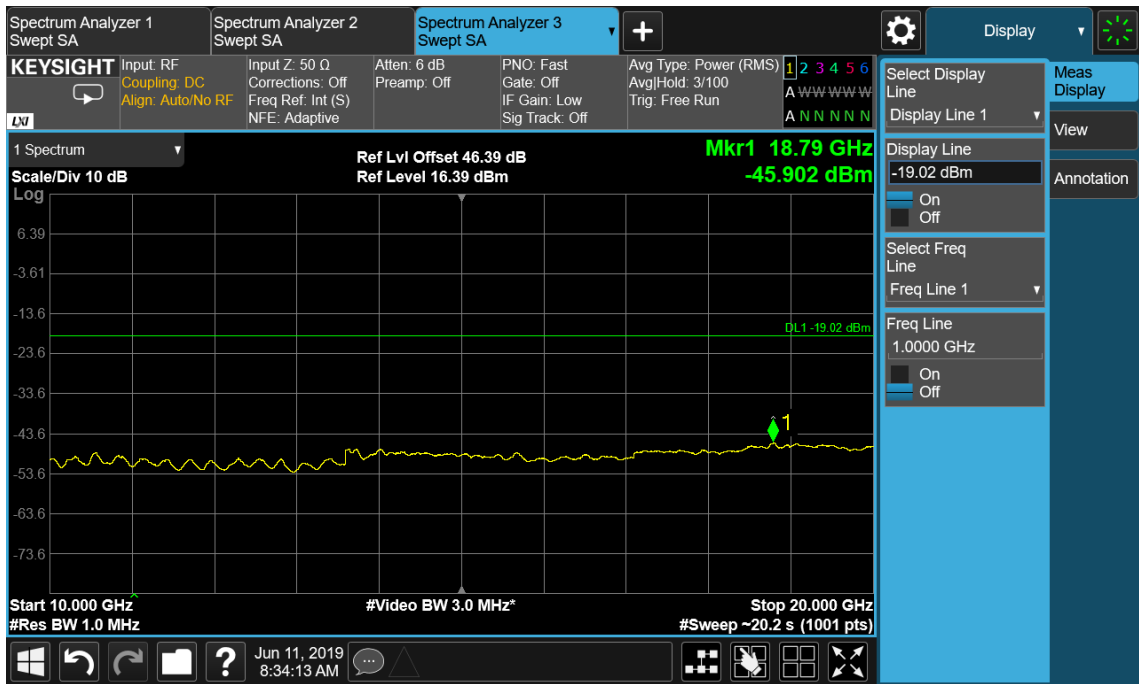 Spectrum Analyzer 1
Swept SA
Spectrum Analyzer 2
Swept SA
Spectrum Analyzer 3
Swept SA
Display
KEYSIGHT
LXI
Input: RF
Coupling: DC
Align: Auto/No RF
Input Z: 50 Ω
Corrections: Off
Freq Ref: Int (S)
NFE: Adaptive
Atten: 6 dB
Preamp: Off
PNO: Fast
Gate: Off
IF Gain: Low
Sig Track: Off
Avg Type: Power (RMS)
Avg|Hold: 3/100
Trig: Free Run
1 2 3 4 5 6
A W W W W W
A N N N N N
1 Spectrum
Scale/Div 10 dB
Log
Ref Lvl Offset 46.39 dB
Ref Level 16.39 dBm
Mkr1 18.79 GHz
-45.902 dBm
6.39
-3.61
-13.6
-23.6
-33.6
-43.6
-53.6
-63.6
-73.6
DL1 -19.02 dBm
1
Start 10.000 GHz
#Res BW 1.0 MHz
#Video BW 3.0 MHz*
Stop 20.000 GHz
#Sweep ~20.2 s (1001 pts)
Select Display
Line
Display Line 1
Display Line
-19.02 dBm
On
Off
Select Freq
Line
Freq Line 1
Freq Line
1.0000 GHz
On
Off
Meas
Display
View
Annotation
?
Jun 11, 2019
8:34:13 AM